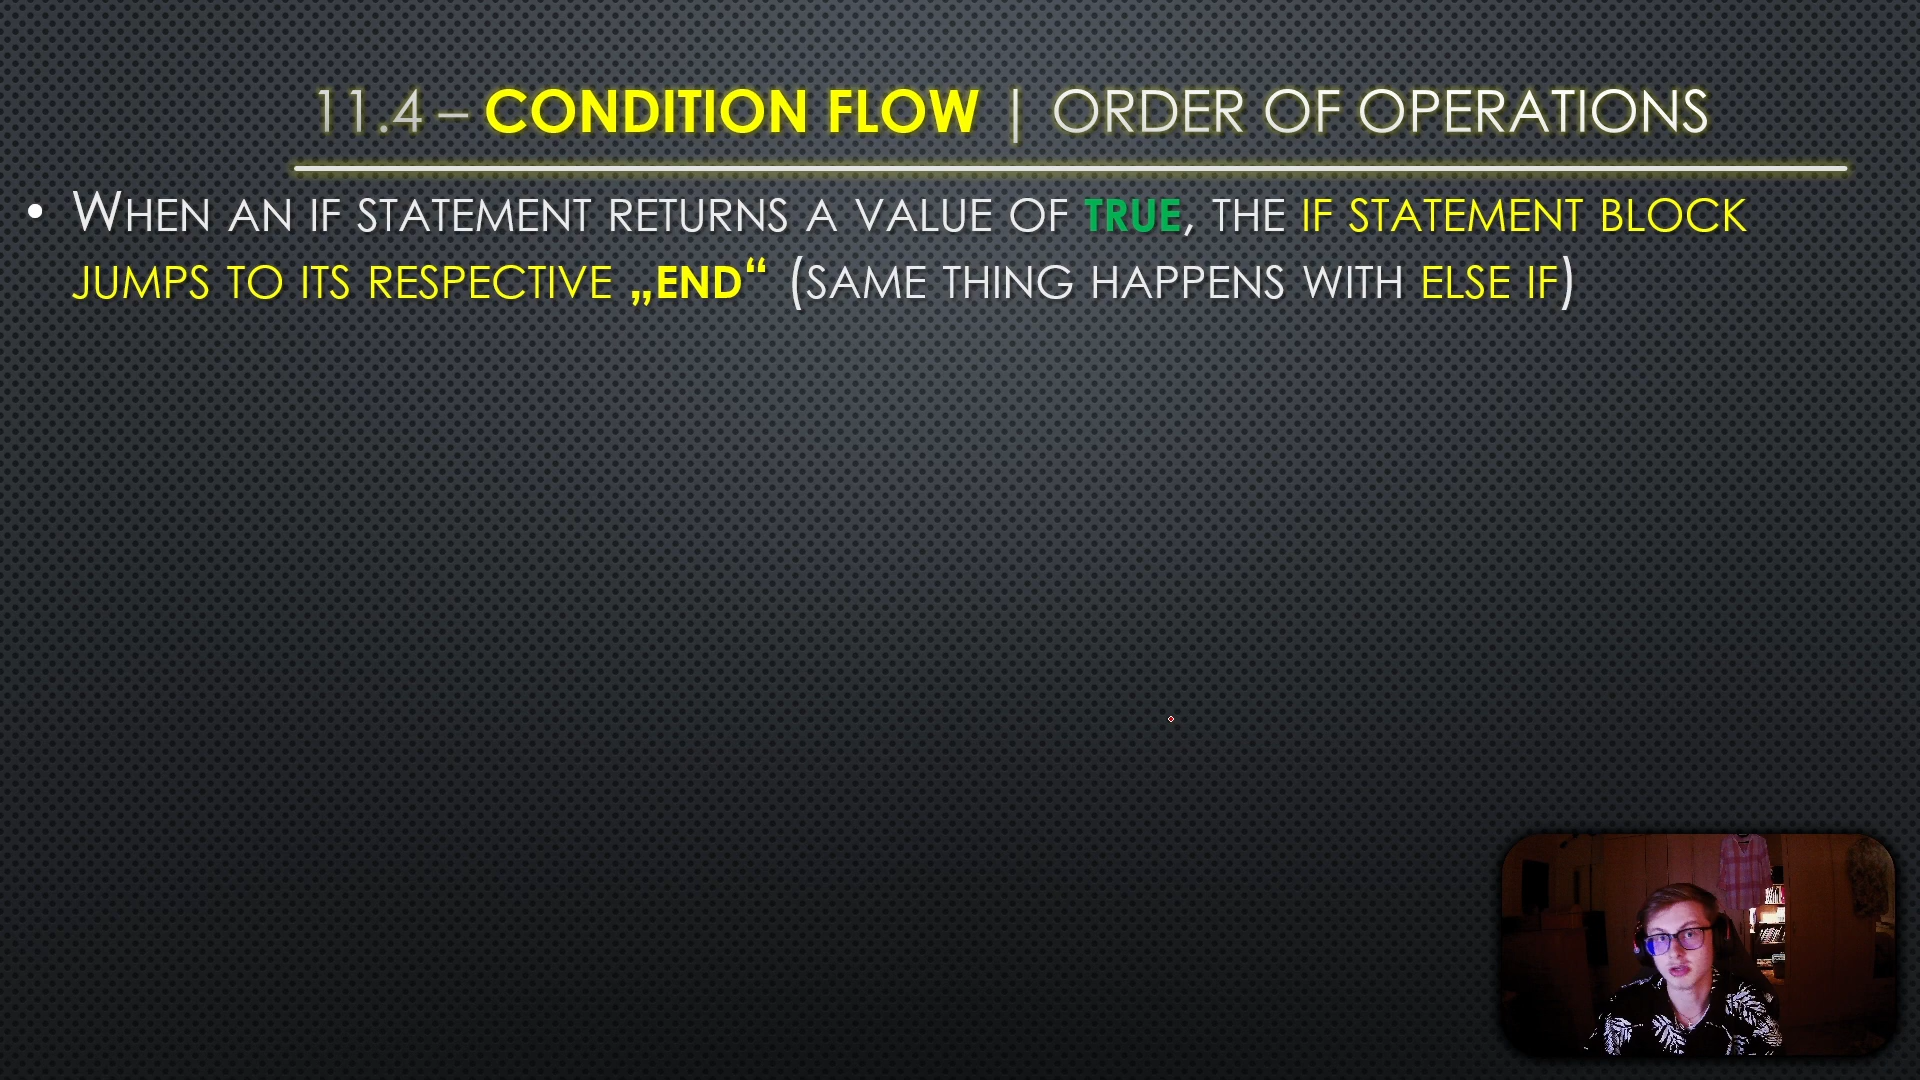 11.4 – CONDITION FLOW | ORDER OF OPERATIONS
• WHEN AN IF STATEMENT RETURNS A VALUE OF TRUE, THE IF STATEMENT BLOCK
JUMPS TO ITS RESPECTIVE „END“ (SAME THING HAPPENS WITH ELSE IF)